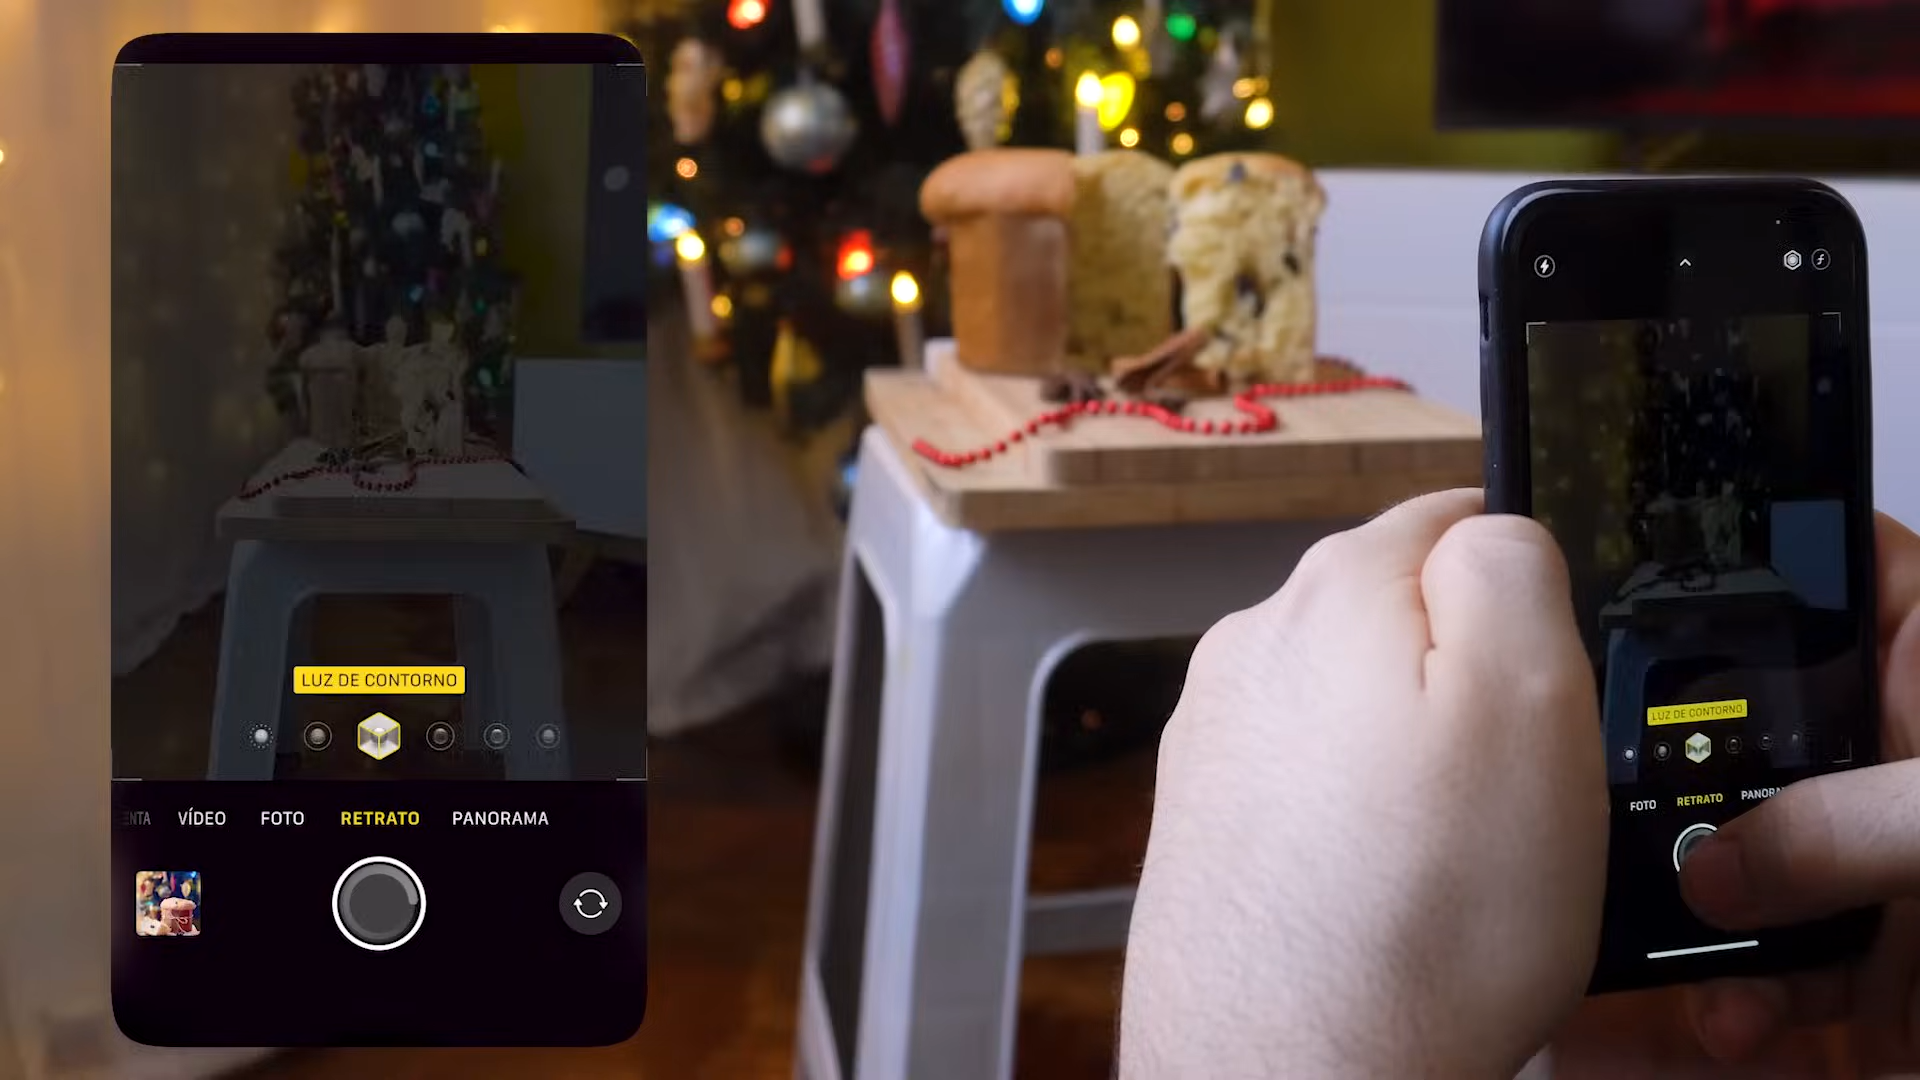 LUZ DE CONTORNO
VÍDEO FOTO RETRATO PANORAMA
LUZ DE CONTORNO
FOTO RETRATO